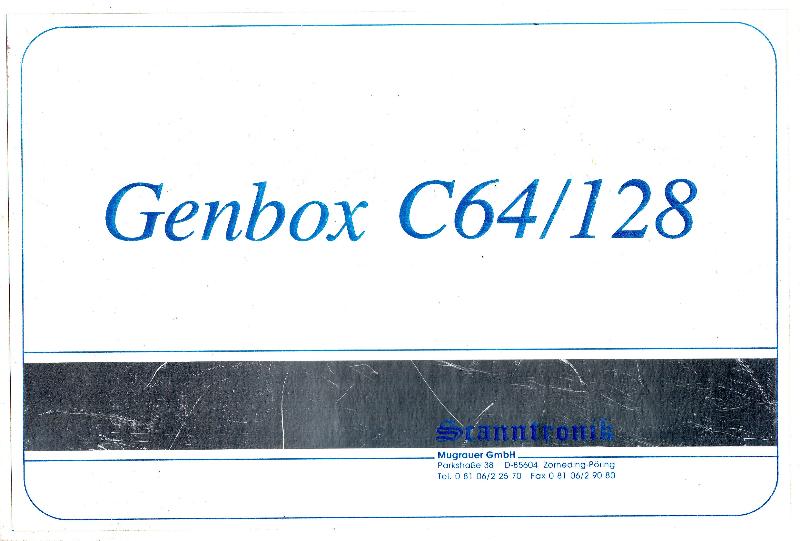 Genbox C64/128
Scanntronik
Mugrauer GmbH
Parkstraße 38 D-85604 Zorneding-Pöring
Tel. 0 81 06/2 25 70 Fax 0 81 06/2 90 80